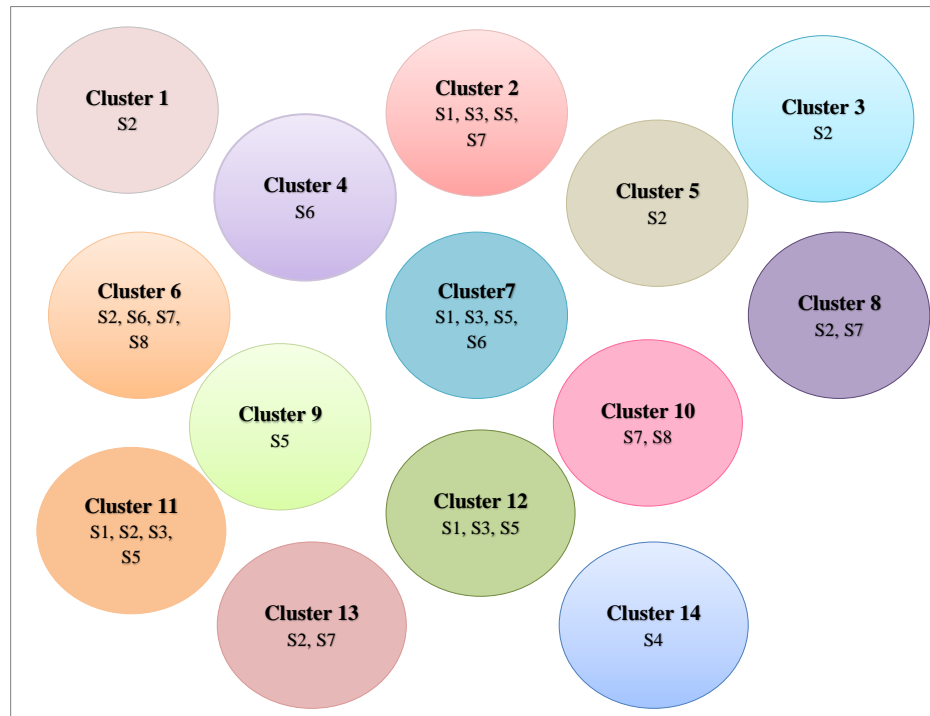 Cluster 1
S2
Cluster 2
S1, S3, S5,
S7
Cluster 3
S2
Cluster 4
S6
Cluster 5
S2
Cluster 6
S2, S6, S7,
S8
Cluster7
S1, S3, S5,
S6
Cluster 8
S2, S7
Cluster 9
S5
Cluster 10
S7, S8
Cluster 11
S1, S2, S3,
S5
Cluster 12
S1, S3, S5
Cluster 13
S2, S7
Cluster 14
S4